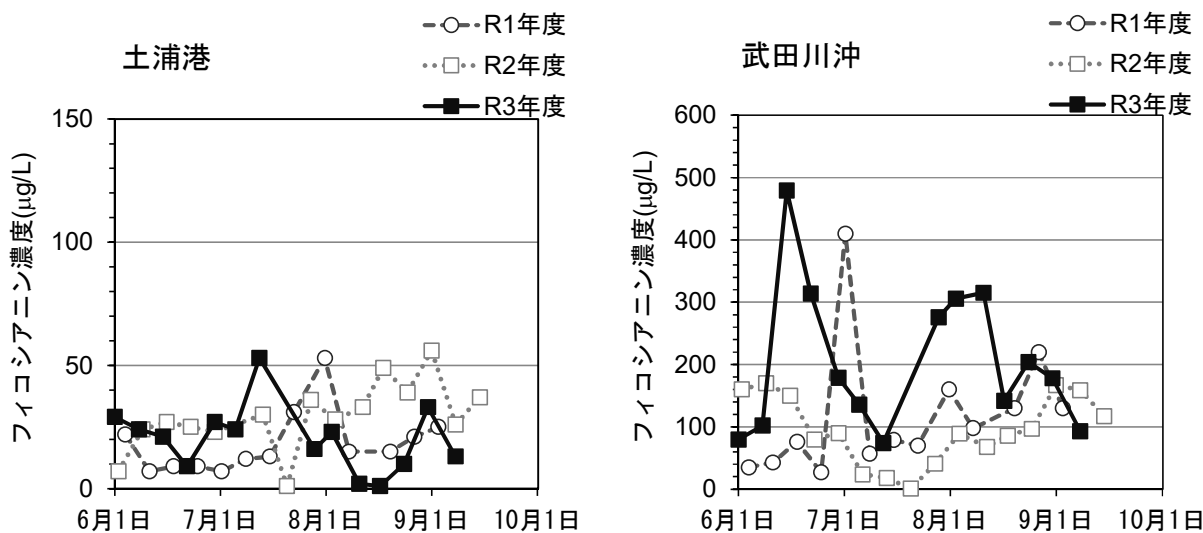 土浦港
R1年度
R2年度
R3年度
フィコシアニン濃度(μg/L)
150
100
50
0
6月1日 7月1日 8月1日 9月1日 10月1日
武田川沖
R1年度
R2年度
R3年度
フィコシアニン濃度(μg/L)
600
500
400
300
200
100
0
6月1日 7月1日 8月1日 9月1日 10月1日